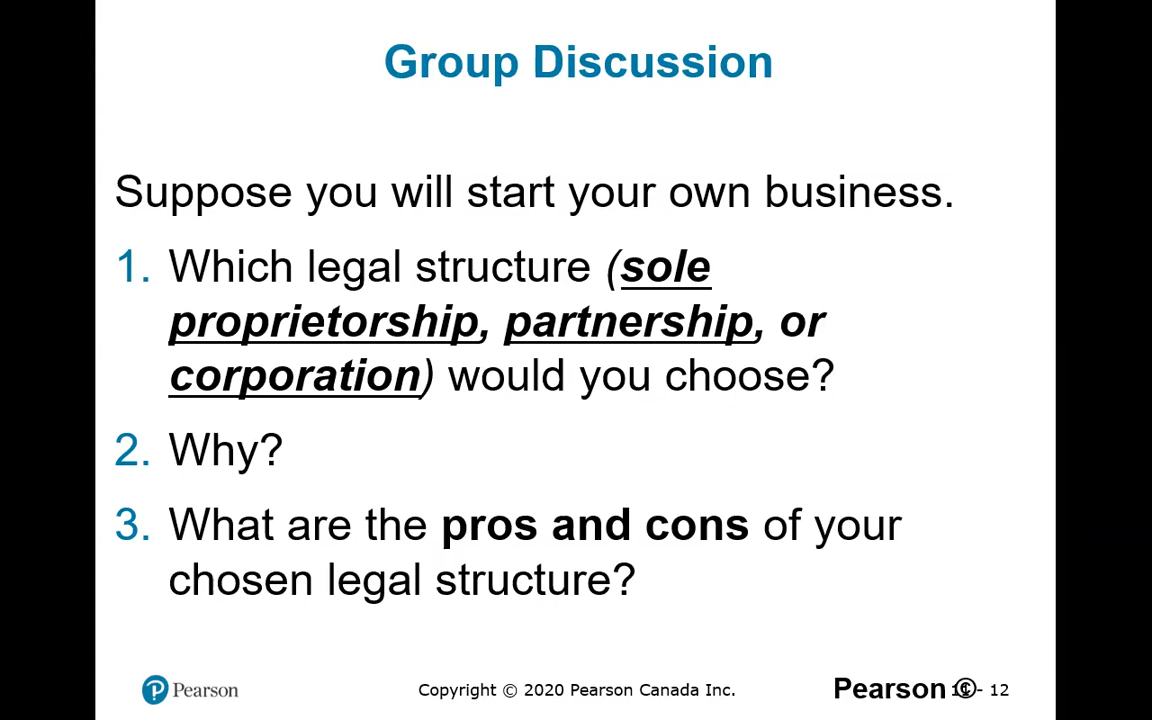 Group Discussion
Suppose you will start your own business.
1. Which legal structure (sole
proprietorship, partnership, or
corporation) would you choose?
2. Why?
3. What are the pros and cons of your
chosen legal structure?
Pearson
Copyright © 2020 Pearson Canada Inc.
Pearson ©
- 12